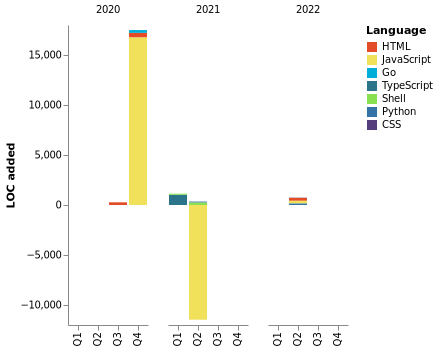 2020 2021 2022
Language
HTML
JavaScript
Go
TypeScript
Shell
Python
CSS
LOC added
15,000
10,000
5,000
0
−5,000
−10,000
Q1 Q2 Q3 Q4 Q1 Q2 Q3 Q4 Q1 Q2 Q3 Q4